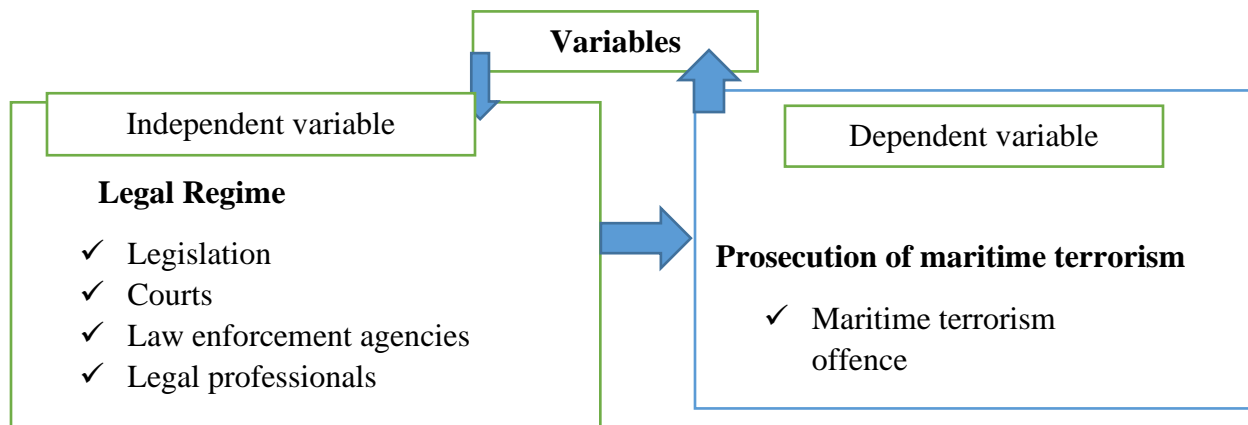 Variables
Independent variable
Legal Regime
✓ Legislation
✓ Courts
✓ Law enforcement agencies
✓ Legal professionals
Dependent variable
Prosecution of maritime terrorism
✓ Maritime terrorism
offence